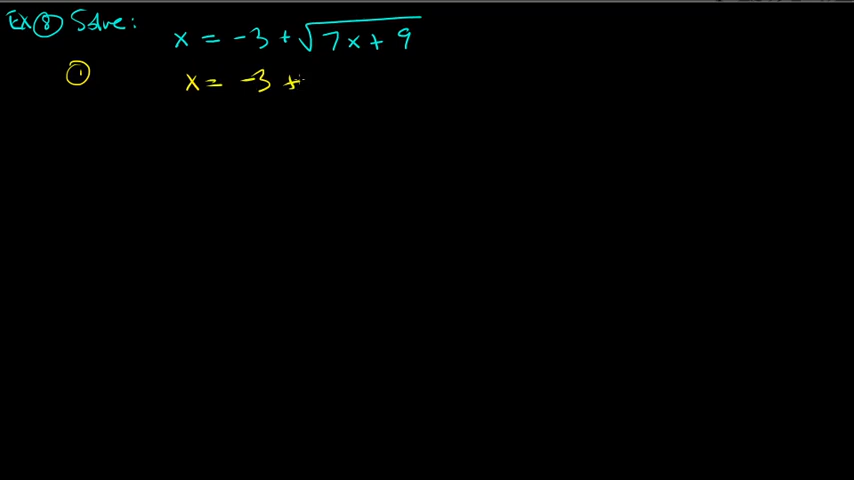 Ex ⑧ Solve: x = -3 + √(7x + 9)
① x = -3 +